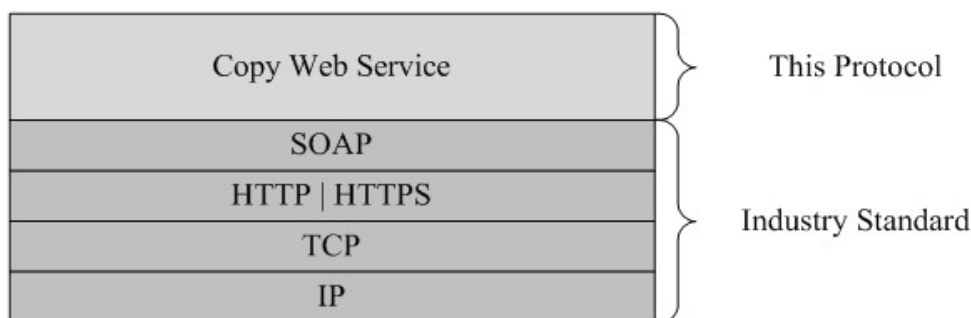 Copy Web Service
This Protocol
SOAP
HTTP | HTTPS
TCP
IP
Industry Standard